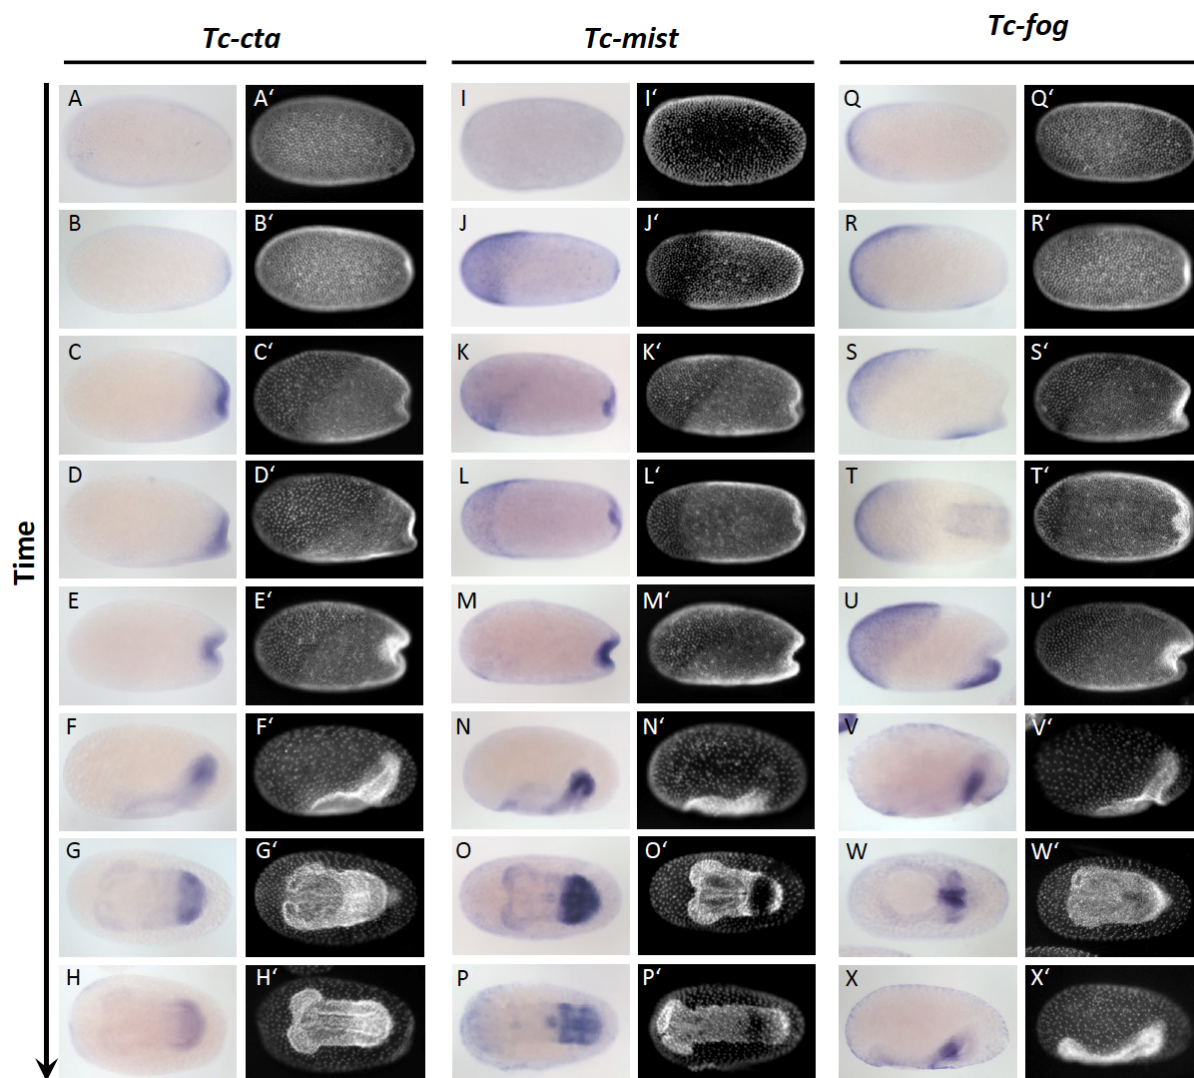 Tc-cta Tc-mist Tc-fog
A A‘ I I‘ Q Q‘
B B‘ J J‘ R R‘
C C‘ K K‘ S S‘
D D‘ L L‘ T T‘
E E‘ M M‘ U U‘
F F‘ N N‘ V V‘
G G‘ O O‘ W W‘
H H‘ P P‘ X X‘
Time